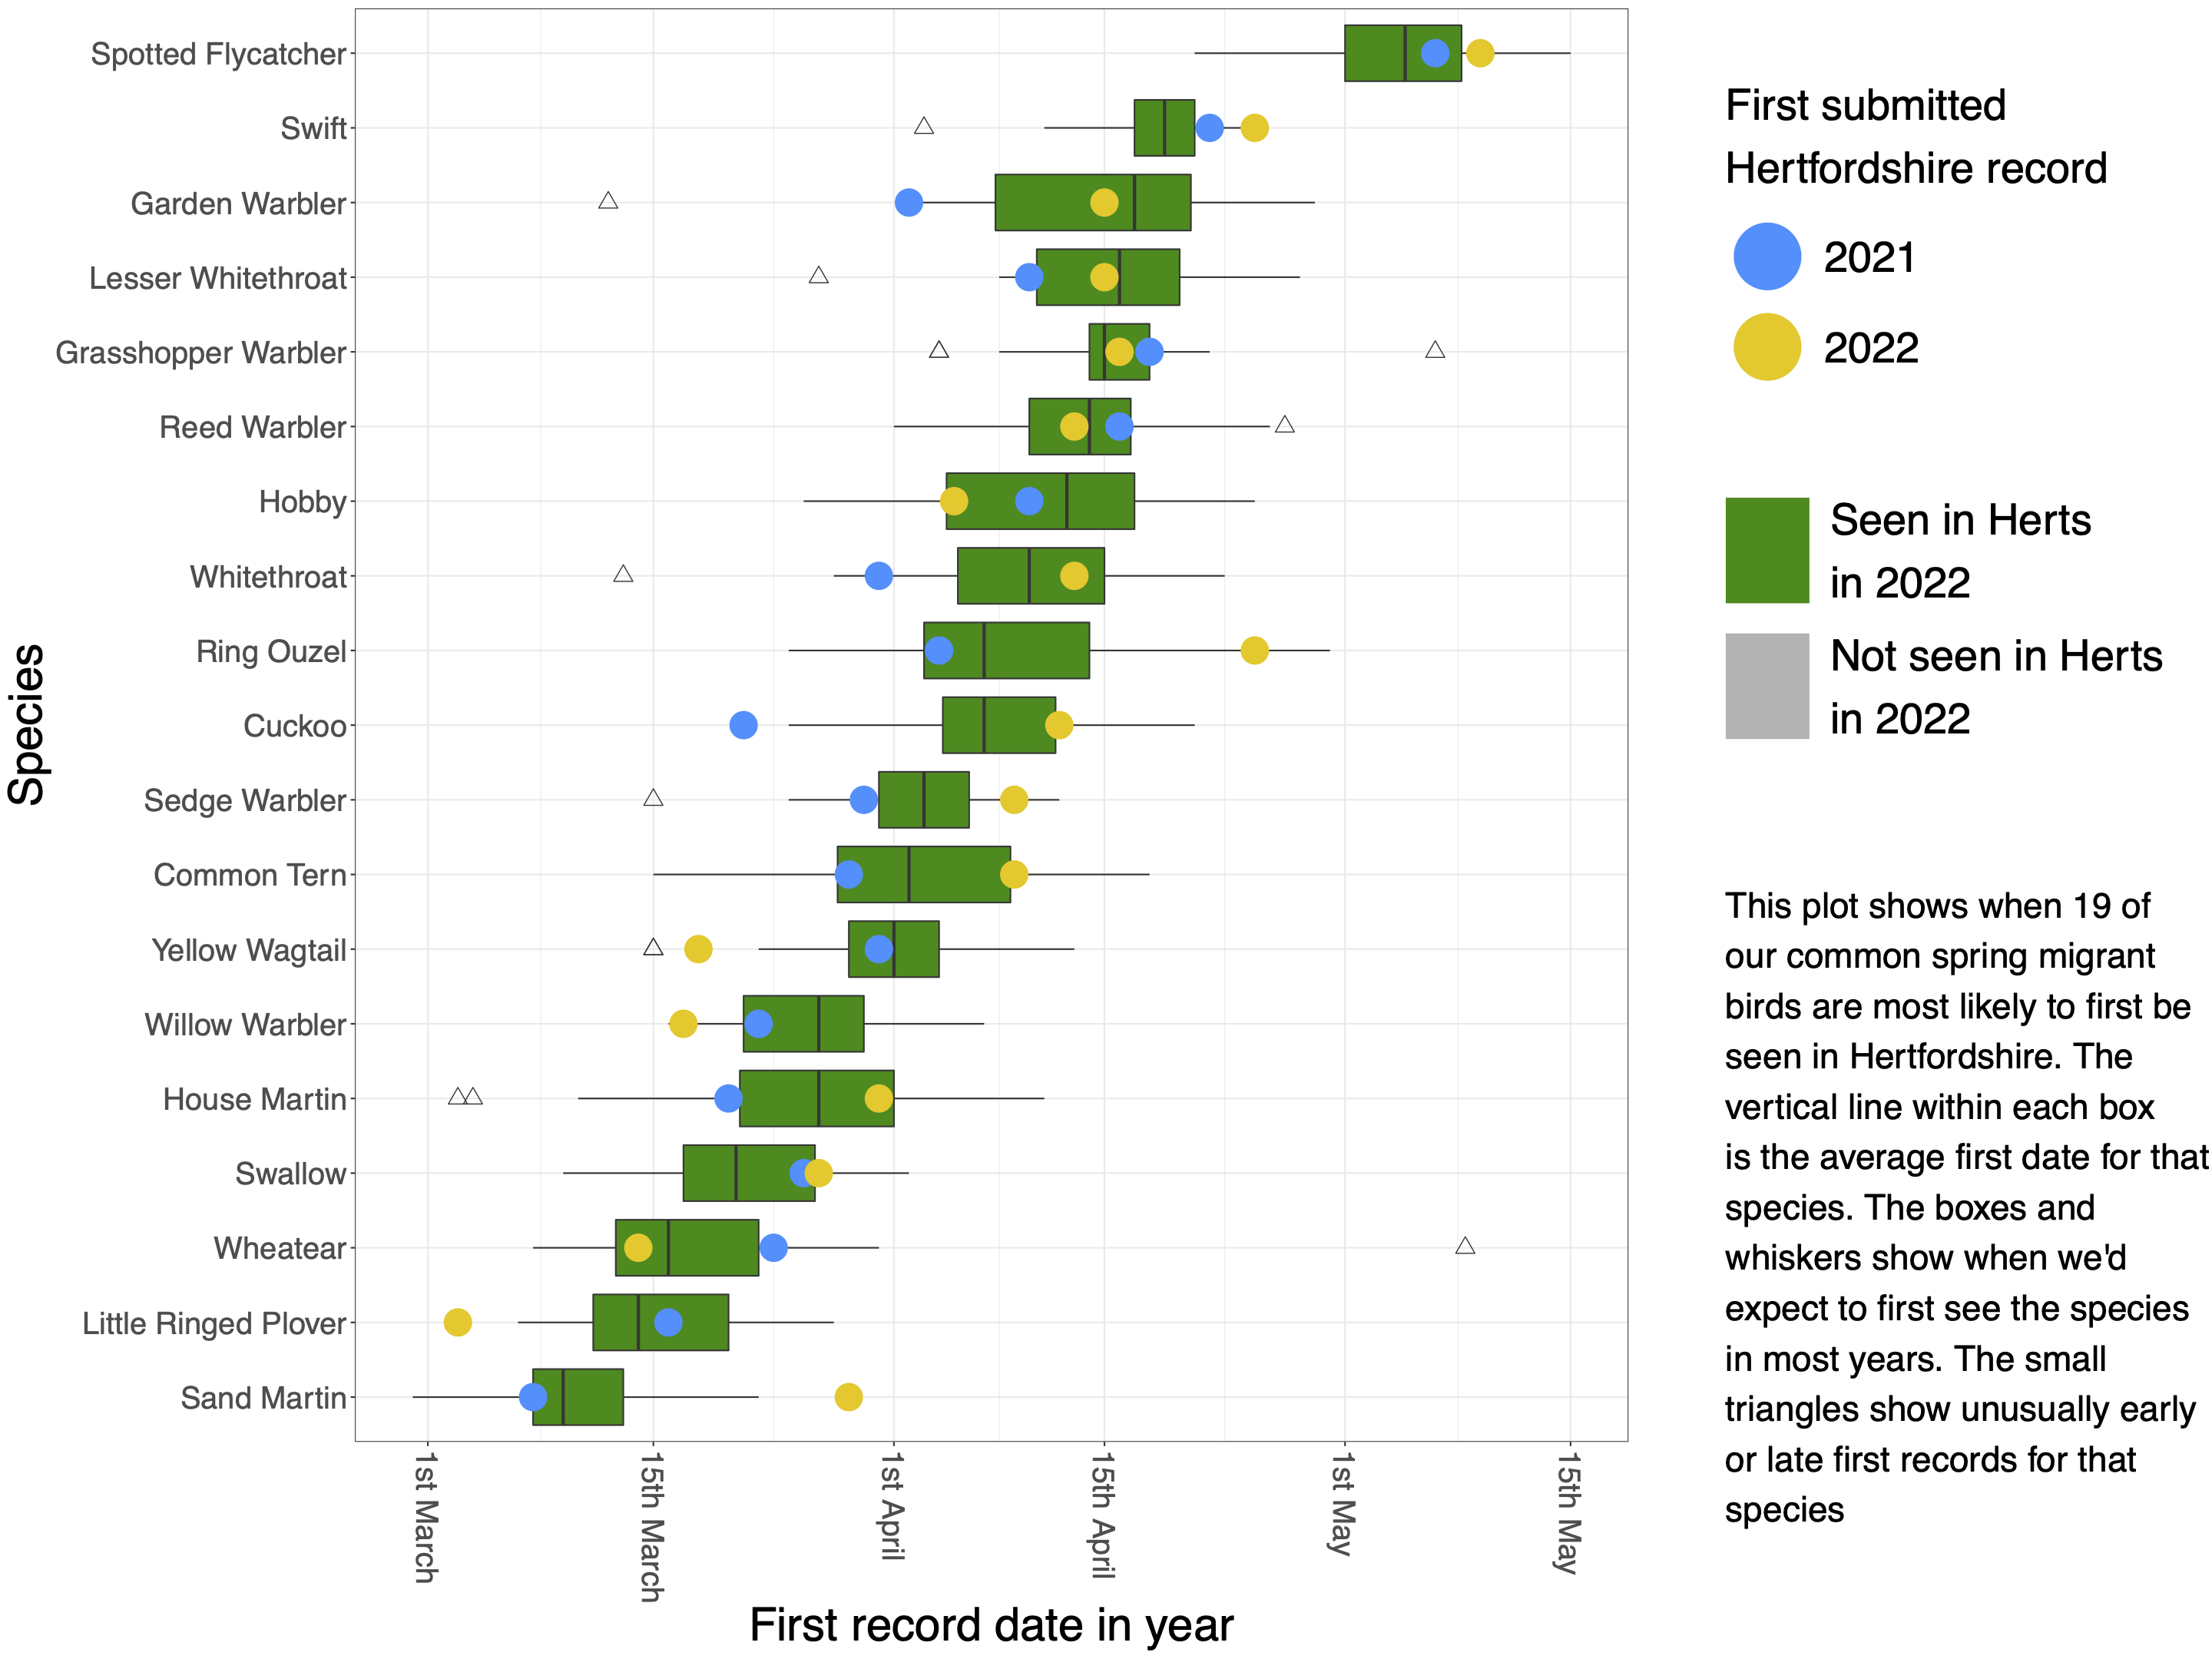 Spotted Flycatcher
Swift
Garden Warbler
Lesser Whitethroat
Grasshopper Warbler
Reed Warbler
Hobby
Whitethroat
Ring Ouzel
Cuckoo
Sedge Warbler
Common Tern
Yellow Wagtail
Willow Warbler
House Martin
Swallow
Wheatear
Little Ringed Plover
Sand Martin
Species
1st March
15th March
1st April
15th April
1st May
15th May
First record date in year
First submitted
Hertfordshire record
2021
2022
Seen in Herts
in 2022
Not seen in Herts
in 2022
This plot shows when 19 of
our common spring migrant
birds are most likely to first be
seen in Hertfordshire. The
vertical line within each box
is the average first date for that
species. The boxes and
whiskers show when we'd
expect to first see the species
in most years. The small
triangles show unusually early
or late first records for that
species